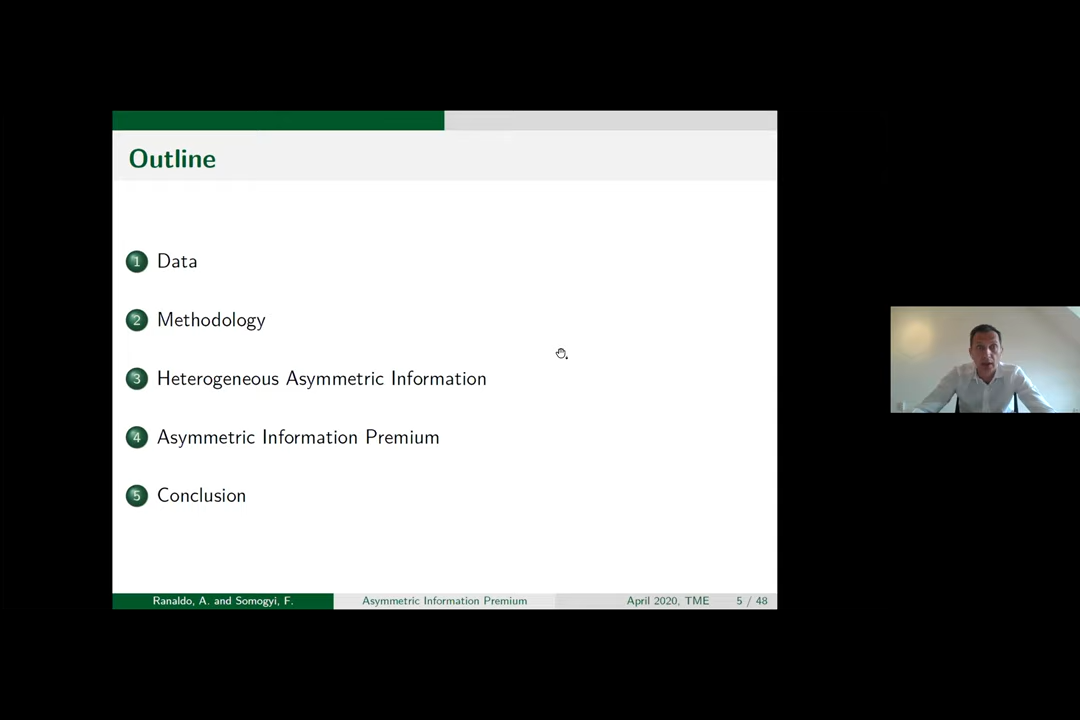 Outline
1 Data
2 Methodology
3 Heterogeneous Asymmetric Information
4 Asymmetric Information Premium
5 Conclusion
Ranaldo, A. and Somogyi, F. Asymmetric Information Premium April 2020, TME 5 / 48